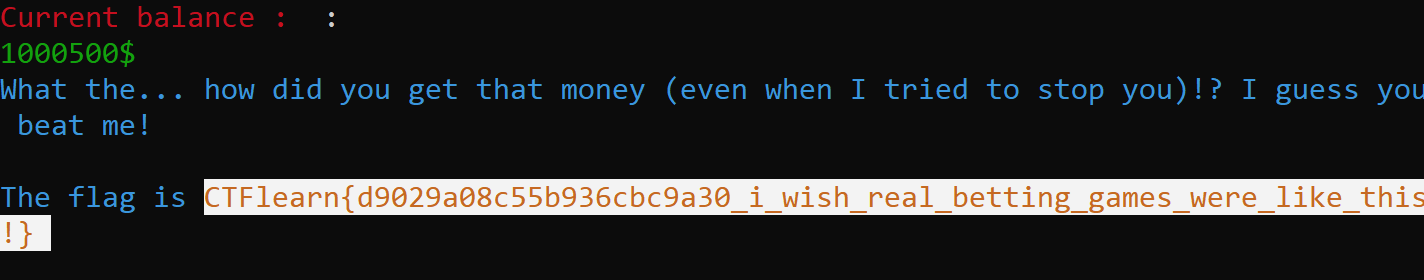 Current balance :  :
1000500$
What the... how did you get that money (even when I tried to stop you)!? I guess you
 beat me!
The flag is CTFlearn{d9029a08c55b936cbc9a30_i_wish_real_betting_games_were_like_this
!}